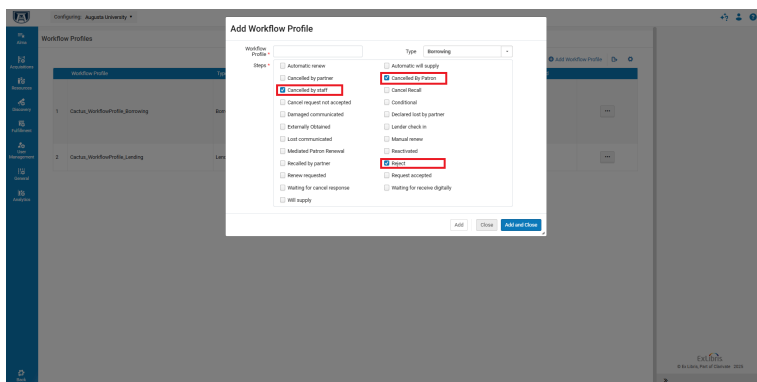 Configuring: Augusta University
Alma
Workflow Profiles
Acquisitions
Resources
Discovery
Fulfillment
User Management
General
Analytics
Back
Add Workflow Profile
Workflow Profile
1 Cactus_WorkflowProfile_Borrowing
2 Cactus_WorkflowProfile_Lending
Add Workflow Profile
Workflow Profile *
Type Borrowing
Steps *
Automatic renew
Automatic will supply
Cancelled by partner
Cancelled By Patron
Cancelled by staff
Cancel Recall
Cancel request not accepted
Conditional
Damaged communicated
Declared lost by partner
Externally Obtained
Lender check in
Lost communicated
Manual renew
Mediated Patron Renewal
Reactivated
Recalled by partner
Reject
Renew requested
Request accepted
Waiting for cancel response
Waiting for receive digitally
Will supply
Add
Close
Add and Close
ExLibris
© Ex Libris, Part of Clarivate, 2025